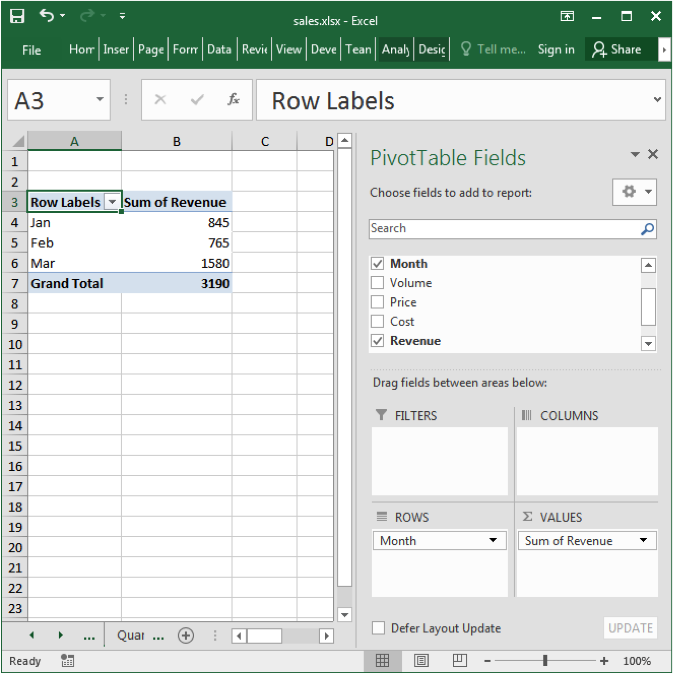 sales.xlsx - Excel
File Hom Inser Page Form Data Revie View Deve Team Analy Desig Tell me... Sign in Share
A3 fx Row Labels
A B C D
PivotTable Fields
Choose fields to add to report:
Search
Month
Volume
Price
Cost
Revenue
Drag fields between areas below:
FILTERS COLUMNS
ROWS Σ VALUES
Month Sum of Revenue
Defer Layout Update UPDATE
1
2
3 Row Labels Sum of Revenue
4 Jan 845
5 Feb 765
6 Mar 1580
7 Grand Total 3190
8
9
10
11
12
13
14
15
16
17
18
19
20
21
22
23
... Quar ...
Ready 100%